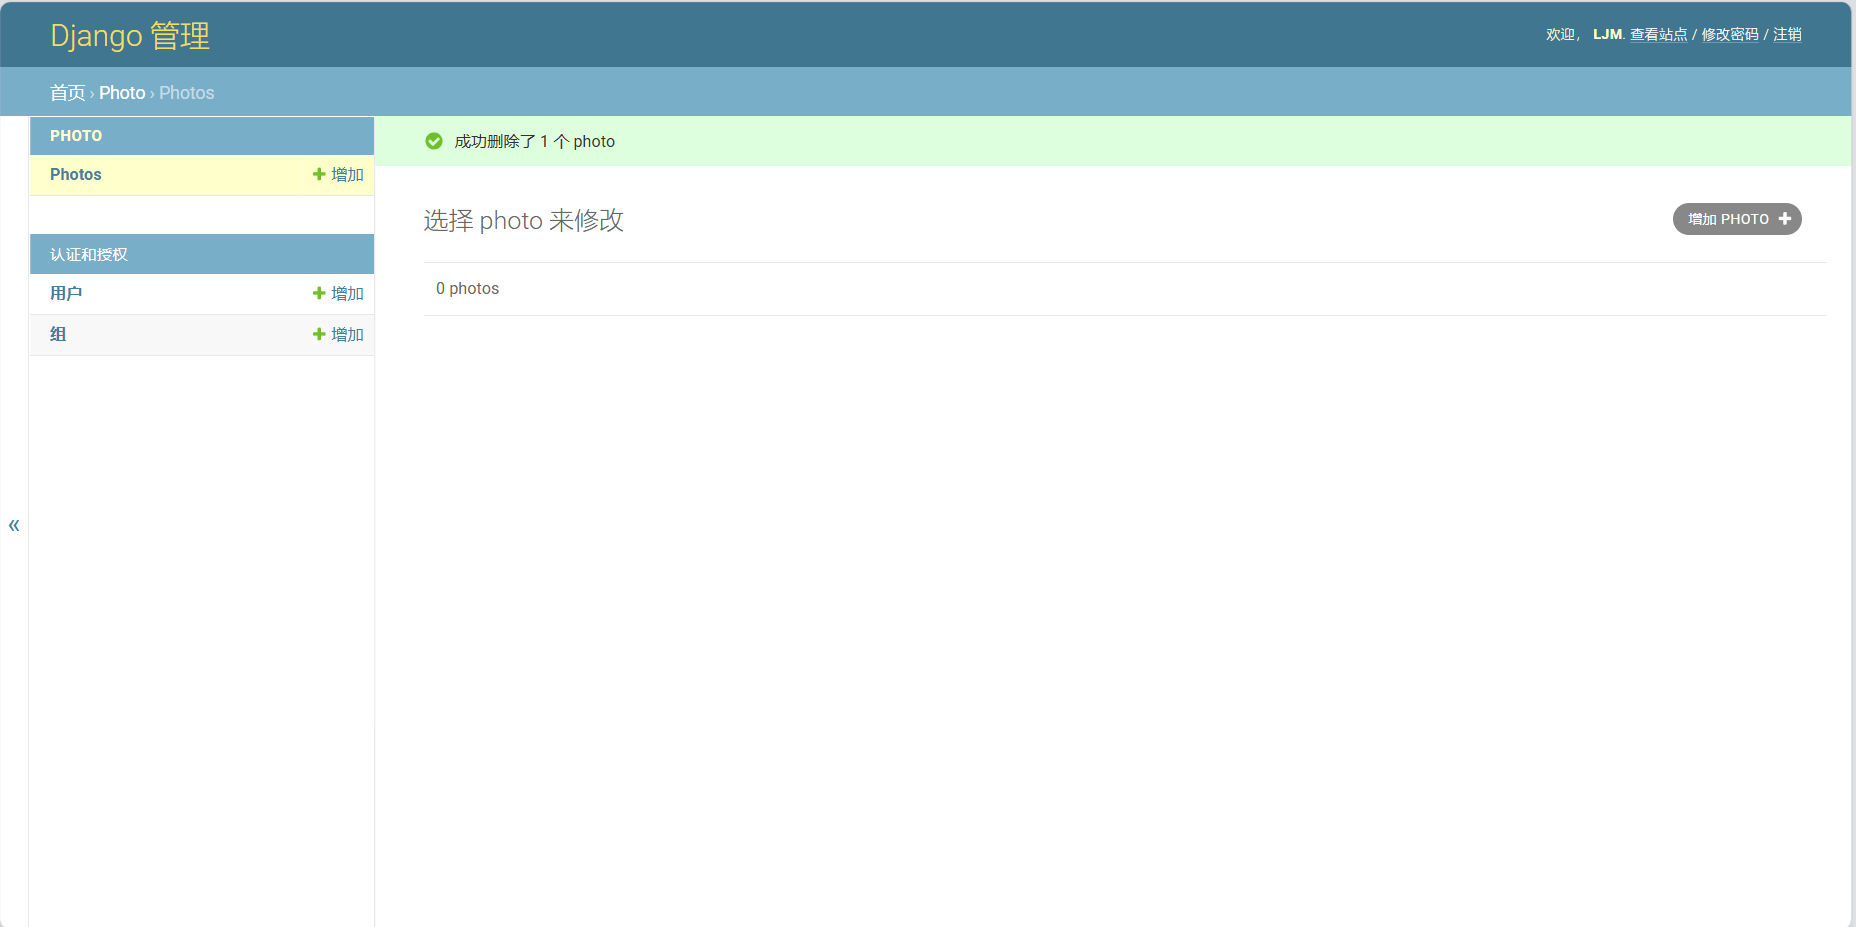 Django 管理
欢迎， LJM. 查看站点 / 修改密码 / 注销
首页 › Photo › Photos
PHOTO
Photos
增加
认证和授权
用户
增加
组
增加
«
成功删除了 1 个 photo
选择 photo 来修改
增加 PHOTO
0 photos